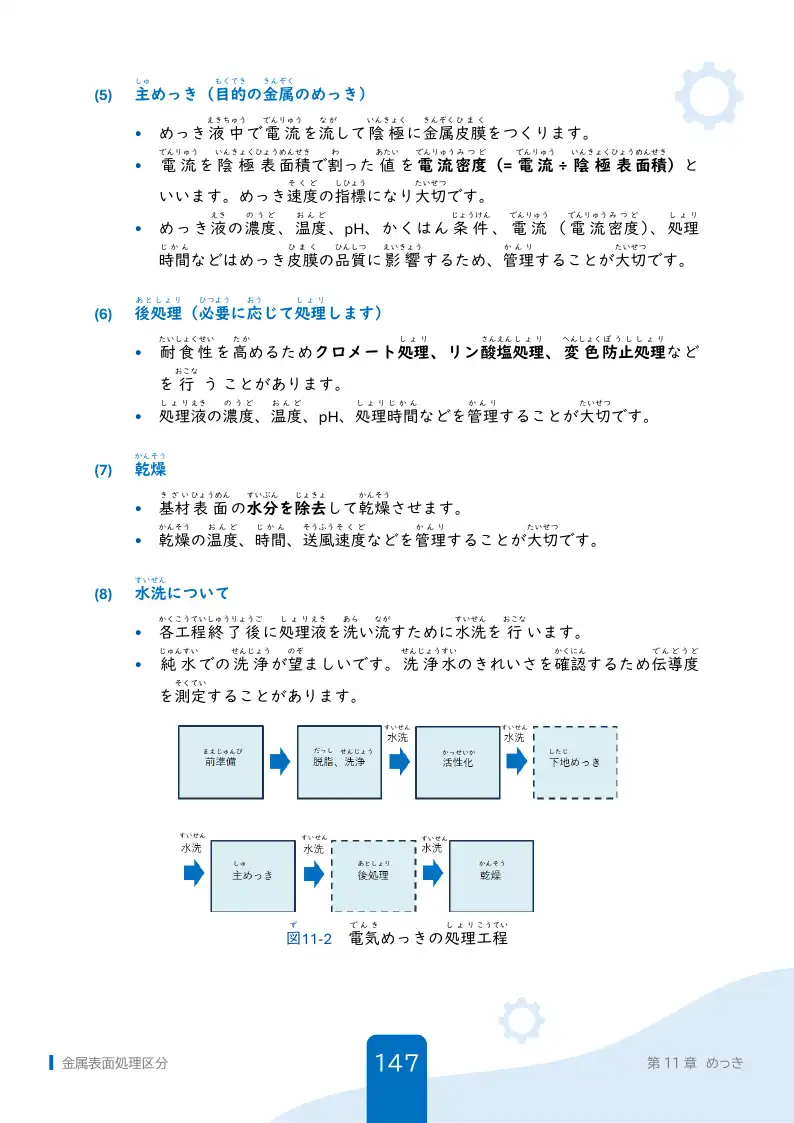 (5) 主めっき（目的の金属のめっき）
• めっき液中で電流を流して陰極に金属皮膜をつくります。
• 電流を陰極表面積で割った値を電流密度（= 電流 ÷ 陰極表面積）と
いいます。めっき速度の指標になり大切です。
• めっき液の濃度、温度、pH、かくはん条件、電流（電流密度）、処理
時間などはめっき皮膜の品質に影響するため、管理することが大切です。
(6) 後処理（必要に応じて処理します）
• 耐食性を高めるためクロメート処理、リン酸塩処理、変色防止処理など
を行うことがあります。
• 処理液の濃度、温度、pH、処理時間などを管理することが大切です。
(7) 乾燥
• 基材表面の水分を除去して乾燥させます。
• 乾燥の温度、時間、送風速度などを管理することが大切です。
(8) 水洗について
• 各工程終了後に処理液を洗い流すために水洗を行います。
• 純水での洗浄が望ましいです。洗浄水のきれいさを確認するため伝導度
を測定することがあります。
前準備 脱脂、洗浄 水洗 活性化 水洗 下地めっき
水洗 主めっき 水洗 後処理 水洗 乾燥
図11-2 電気めっきの処理工程
金属表面処理区分 147 第 11 章 めっき